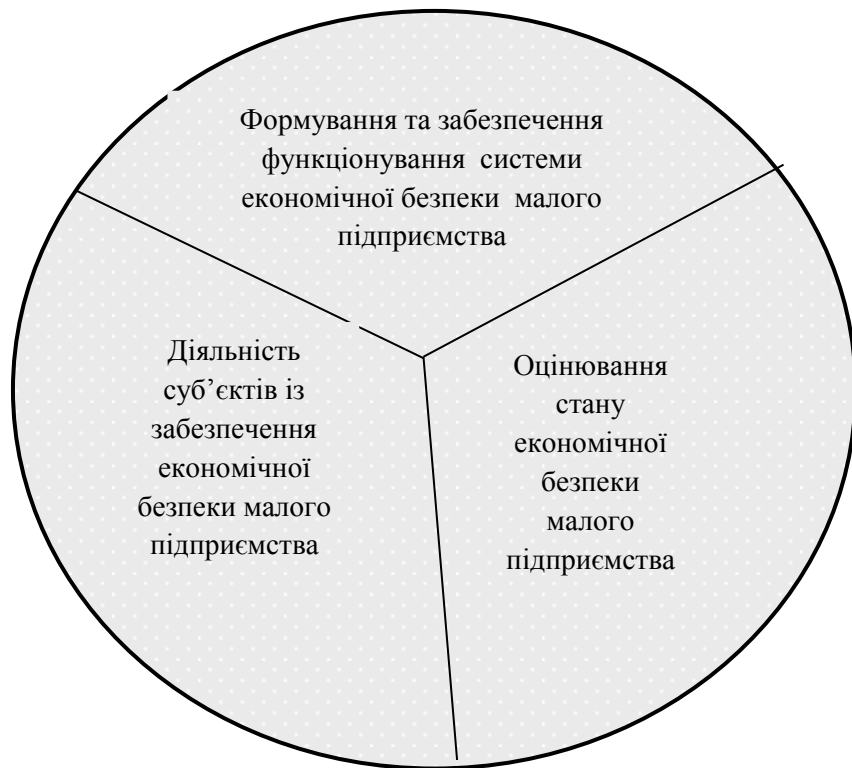 Формування та забезпечення
функціонування системи
економічної безпеки малого
підприємства
Діяльність
суб’єктів із
забезпечення
економічної
безпеки малого
підприємства
Оцінювання
стану
економічної
безпеки
малого
підприємства